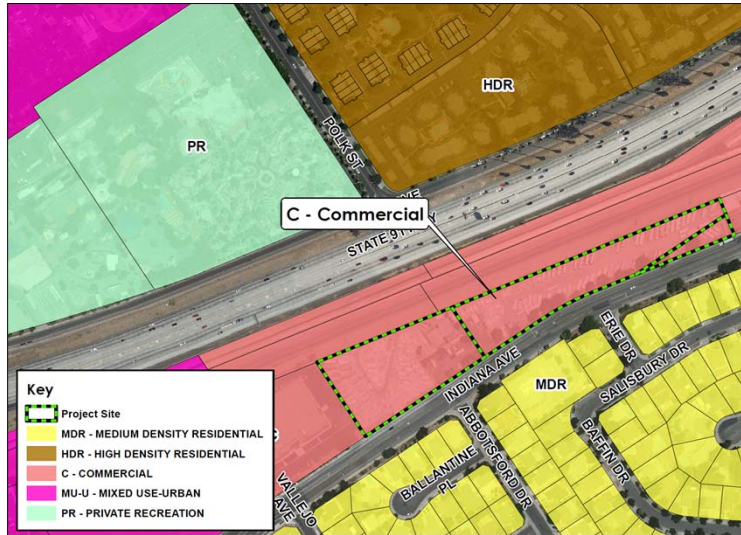 HDR
PR
POLK ST
C - Commercial
STATE 91
INDIANA AVE
ERIE DR
SALISBURY DR
MDR
BAFFIN DR
ABBOTSFORD DR
BALLANTINE
PL
VALLEJO
AVE
Key
Project Site
MDR - MEDIUM DENSITY RESIDENTIAL
HDR - HIGH DENSITY RESIDENTIAL
C - COMMERCIAL
MU-U - MIXED USE-URBAN
PR - PRIVATE RECREATION